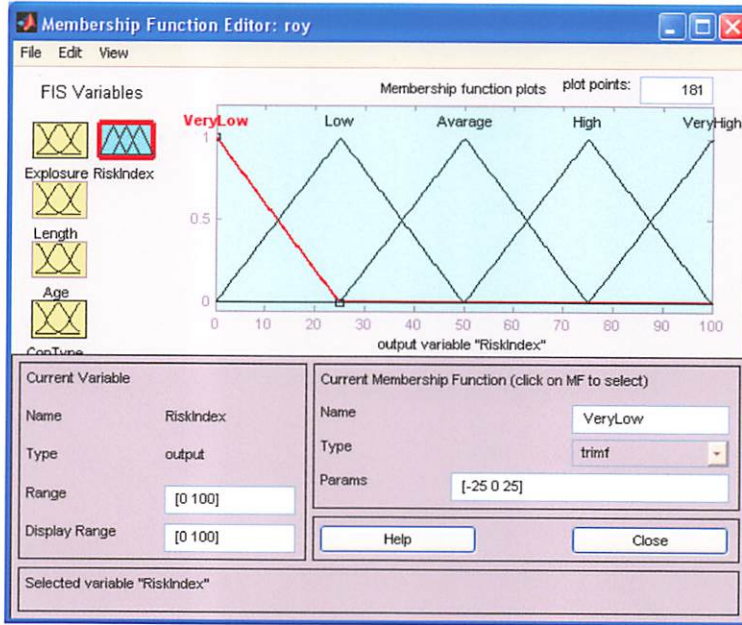 Membership Function Editor: roy
File Edit View
FIS Variables
Membership function plots plot points: 181
VeryLow Low Avarage High VeryHigh
1
0.5
0
0 10 20 30 40 50 60 70 80 90 100
output variable "RiskIndex"
Explosure RiskIndex
Length
Age
ConType
Current Variable
Name RiskIndex
Type output
Range [0 100]
Display Range [0 100]
Current Membership Function (click on MF to select)
Name VeryLow
Type trimf
Params [-25 0 25]
Help Close
Selected variable "RiskIndex"